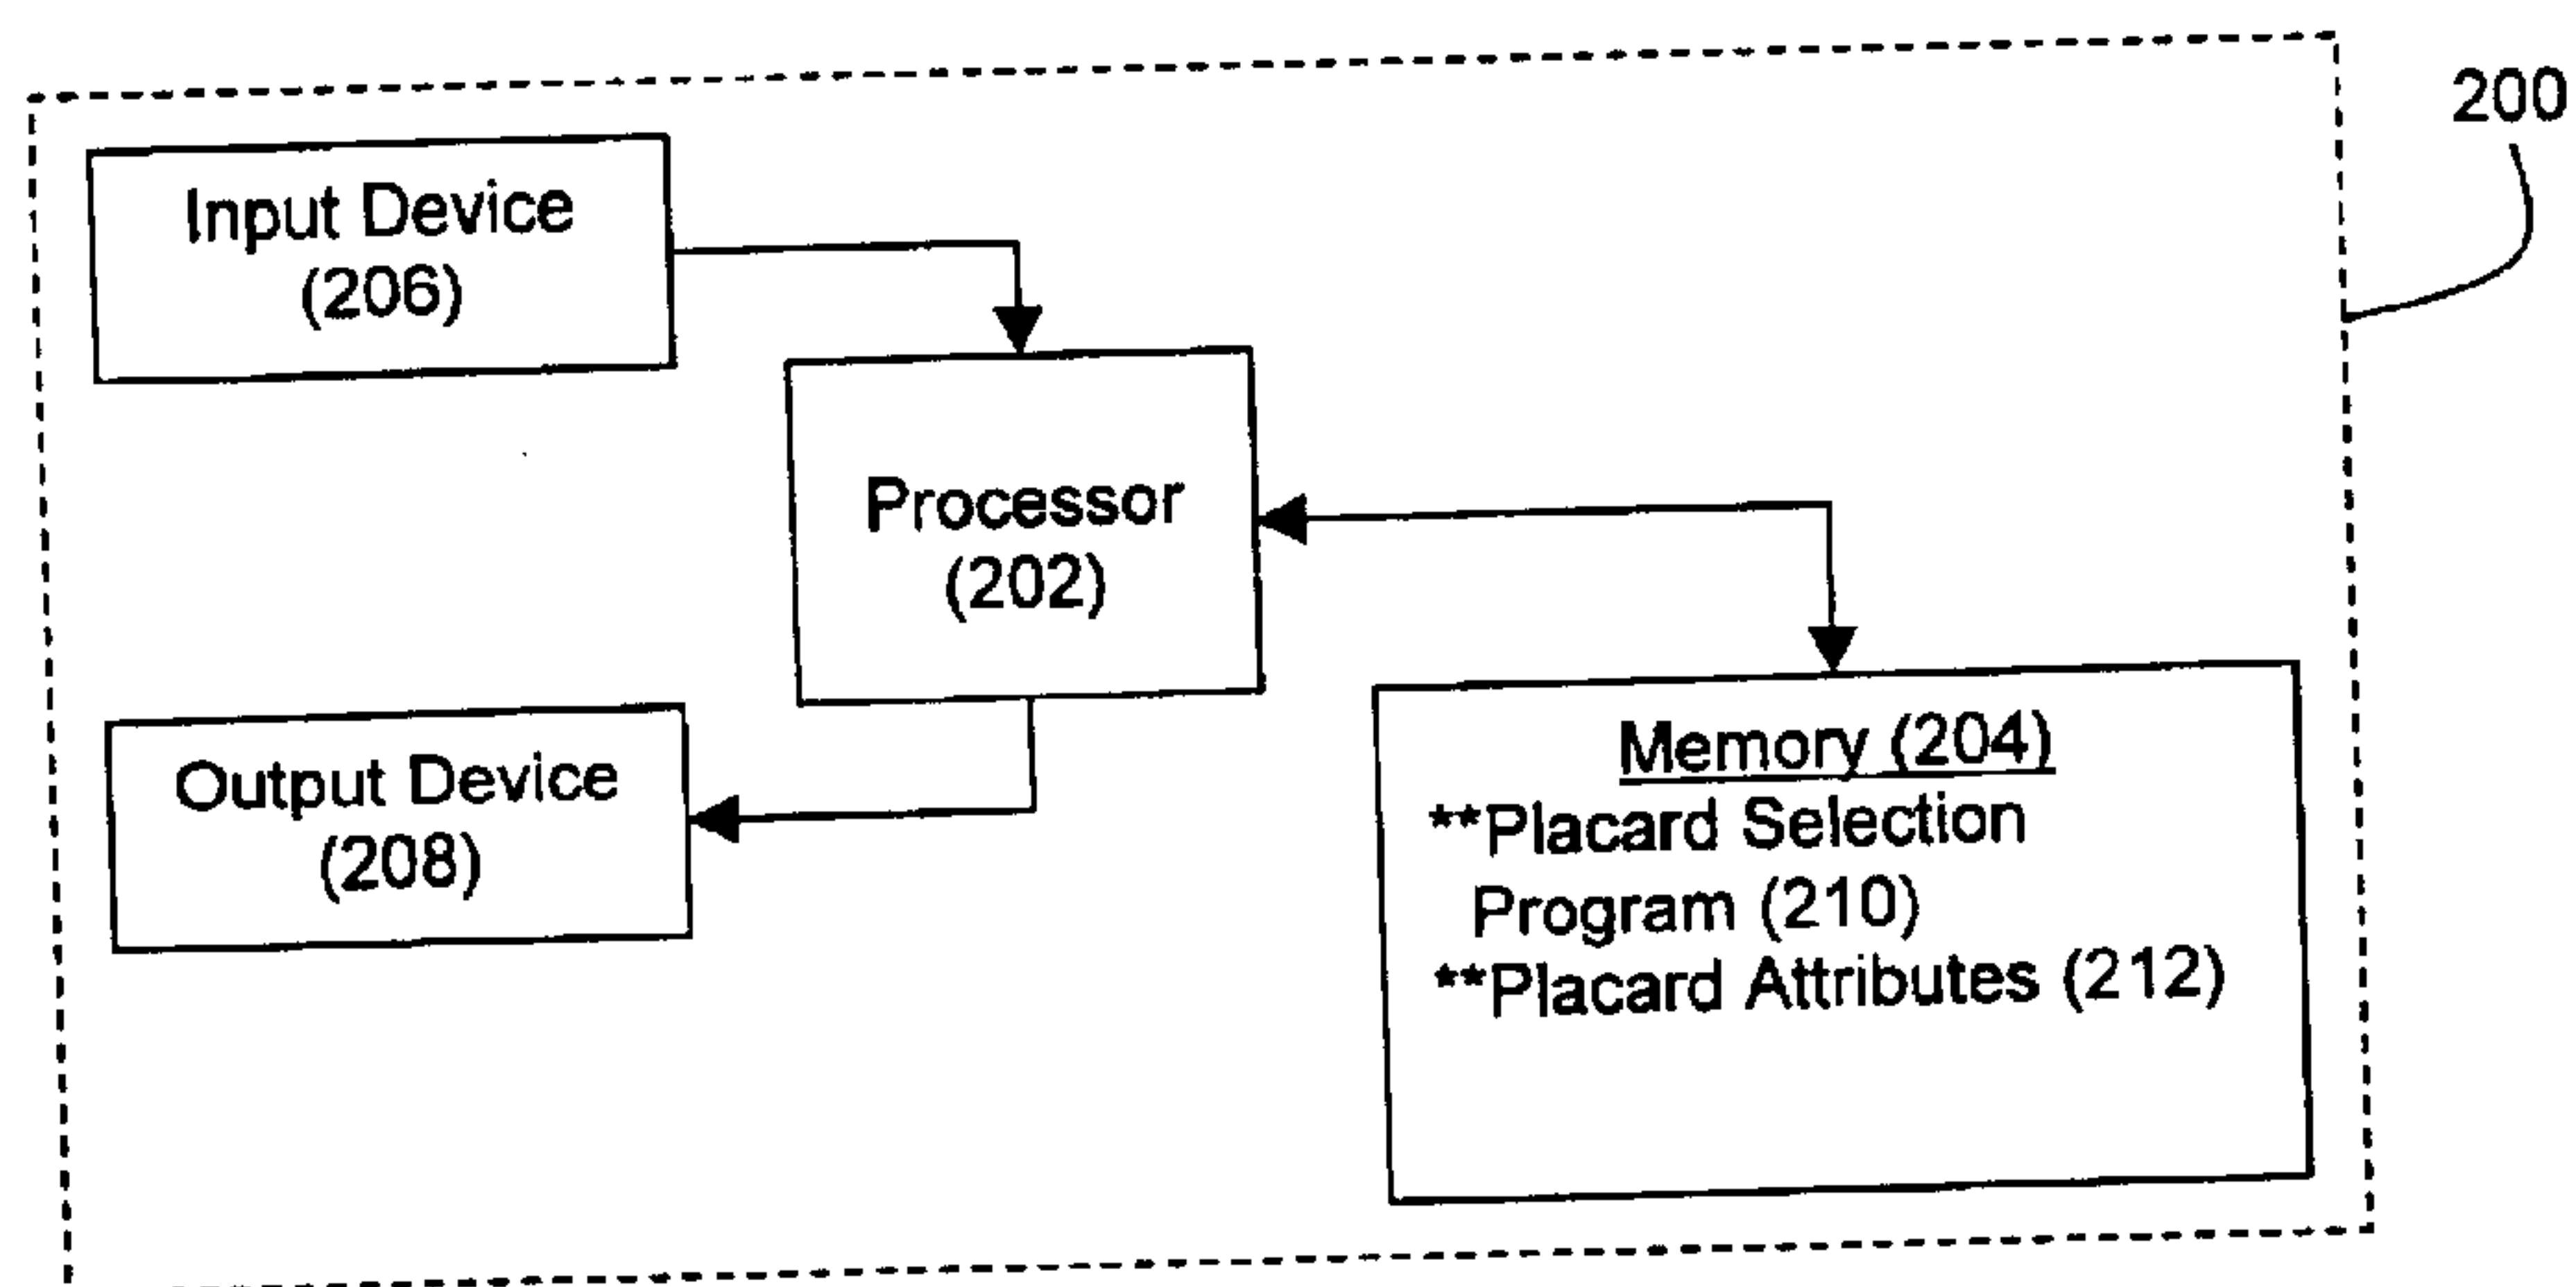 200
Input Device
(206)
Processor
(202)
Output Device
(208)
Memory (204)
**Placard Selection
Program (210)
**Placard Attributes (212)